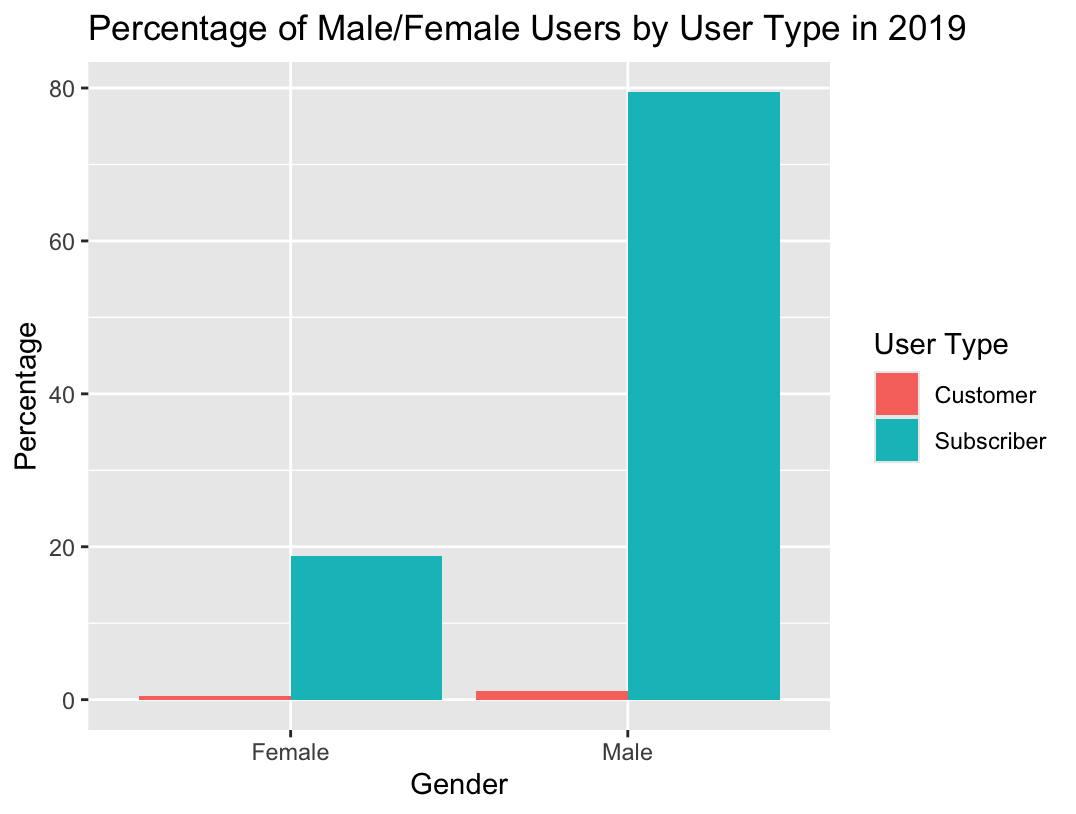 Percentage of Male/Female Users by User Type in 2019
80
60
40
20
0
Percentage
Female
Male
Gender
User Type
Customer
Subscriber